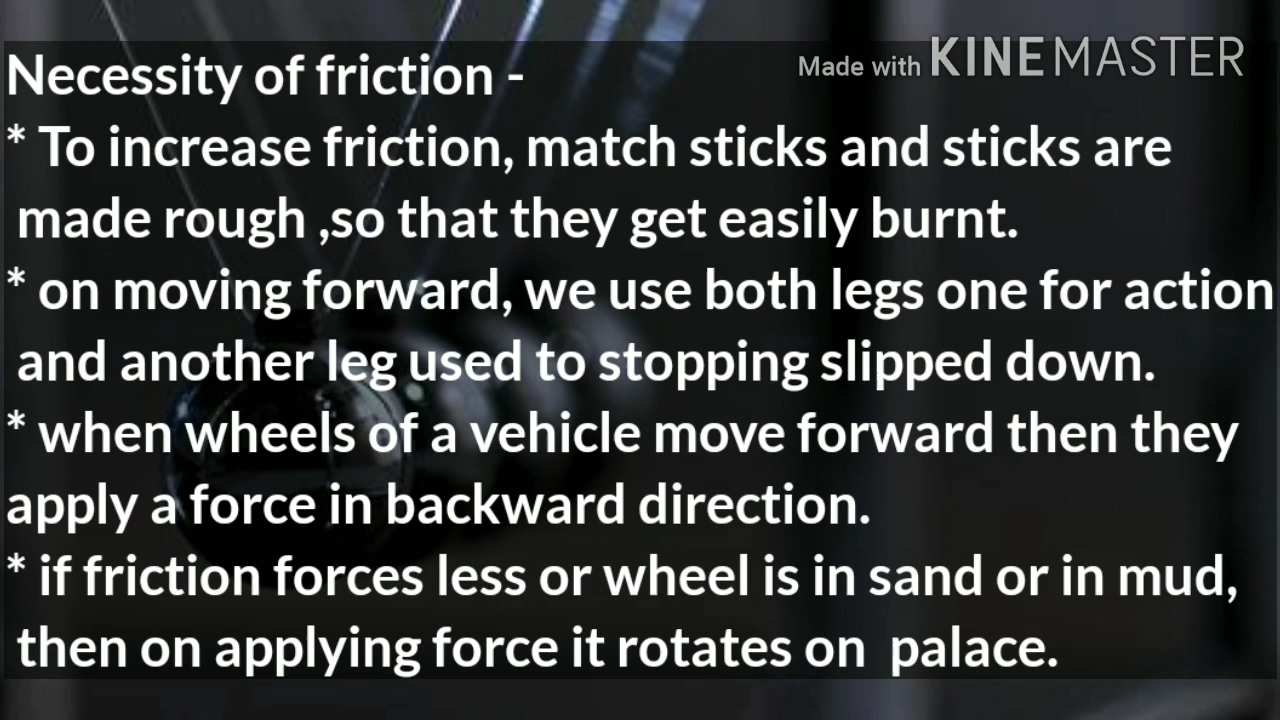 Made with KINEMASTER
Necessity of friction -
* To increase friction, match sticks and sticks are
made rough ,so that they get easily burnt.
* on moving forward, we use both legs one for action
and another leg used to stopping slipped down.
* when wheels of a vehicle move forward then they
apply a force in backward direction.
* if friction forces less or wheel is in sand or in mud,
then on applying force it rotates on  palace.